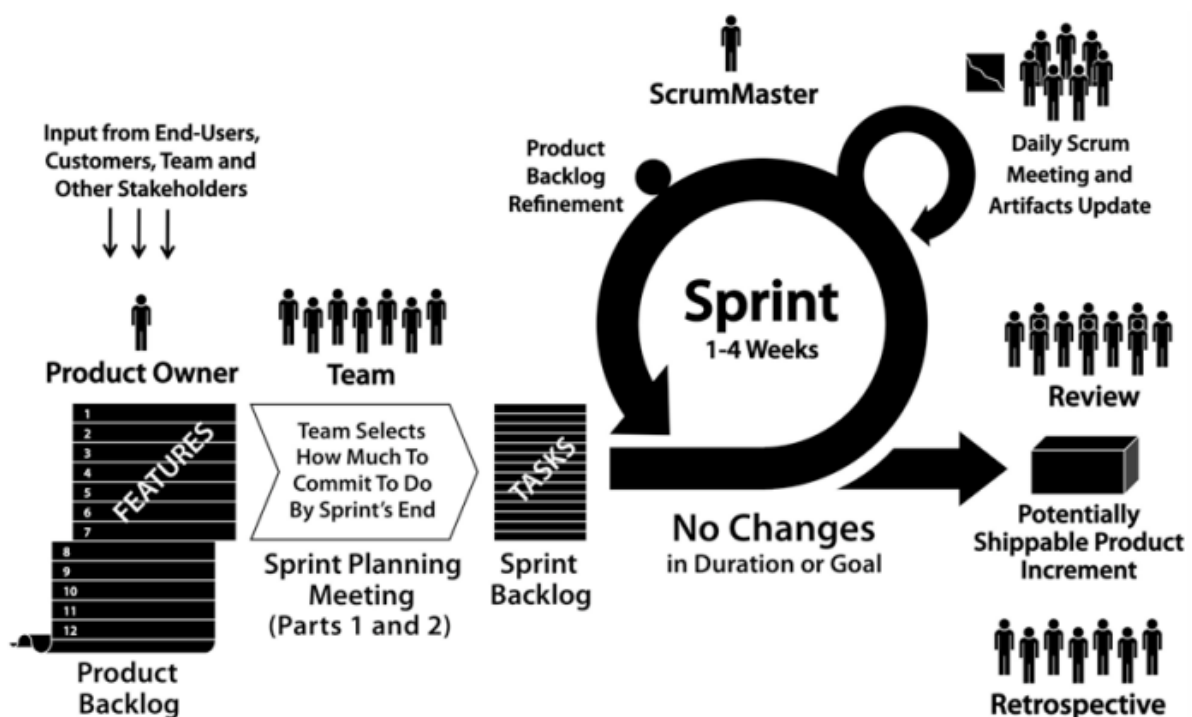 Input from End-Users,
Customers, Team and
Other Stakeholders
Product Owner
1
2
3
4
5
6
7
FEATURES
8
9
10
11
12
Product
Backlog
Team
Team Selects
How Much To
Commit To Do
By Sprint's End
Sprint Planning
Meeting
(Parts 1 and 2)
TASKS
Sprint
Backlog
ScrumMaster
Product
Backlog
Refinement
Sprint
1-4 Weeks
No Changes
in Duration or Goal
Daily Scrum
Meeting and
Artifacts Update
Review
Potentially
Shippable Product
Increment
Retrospective